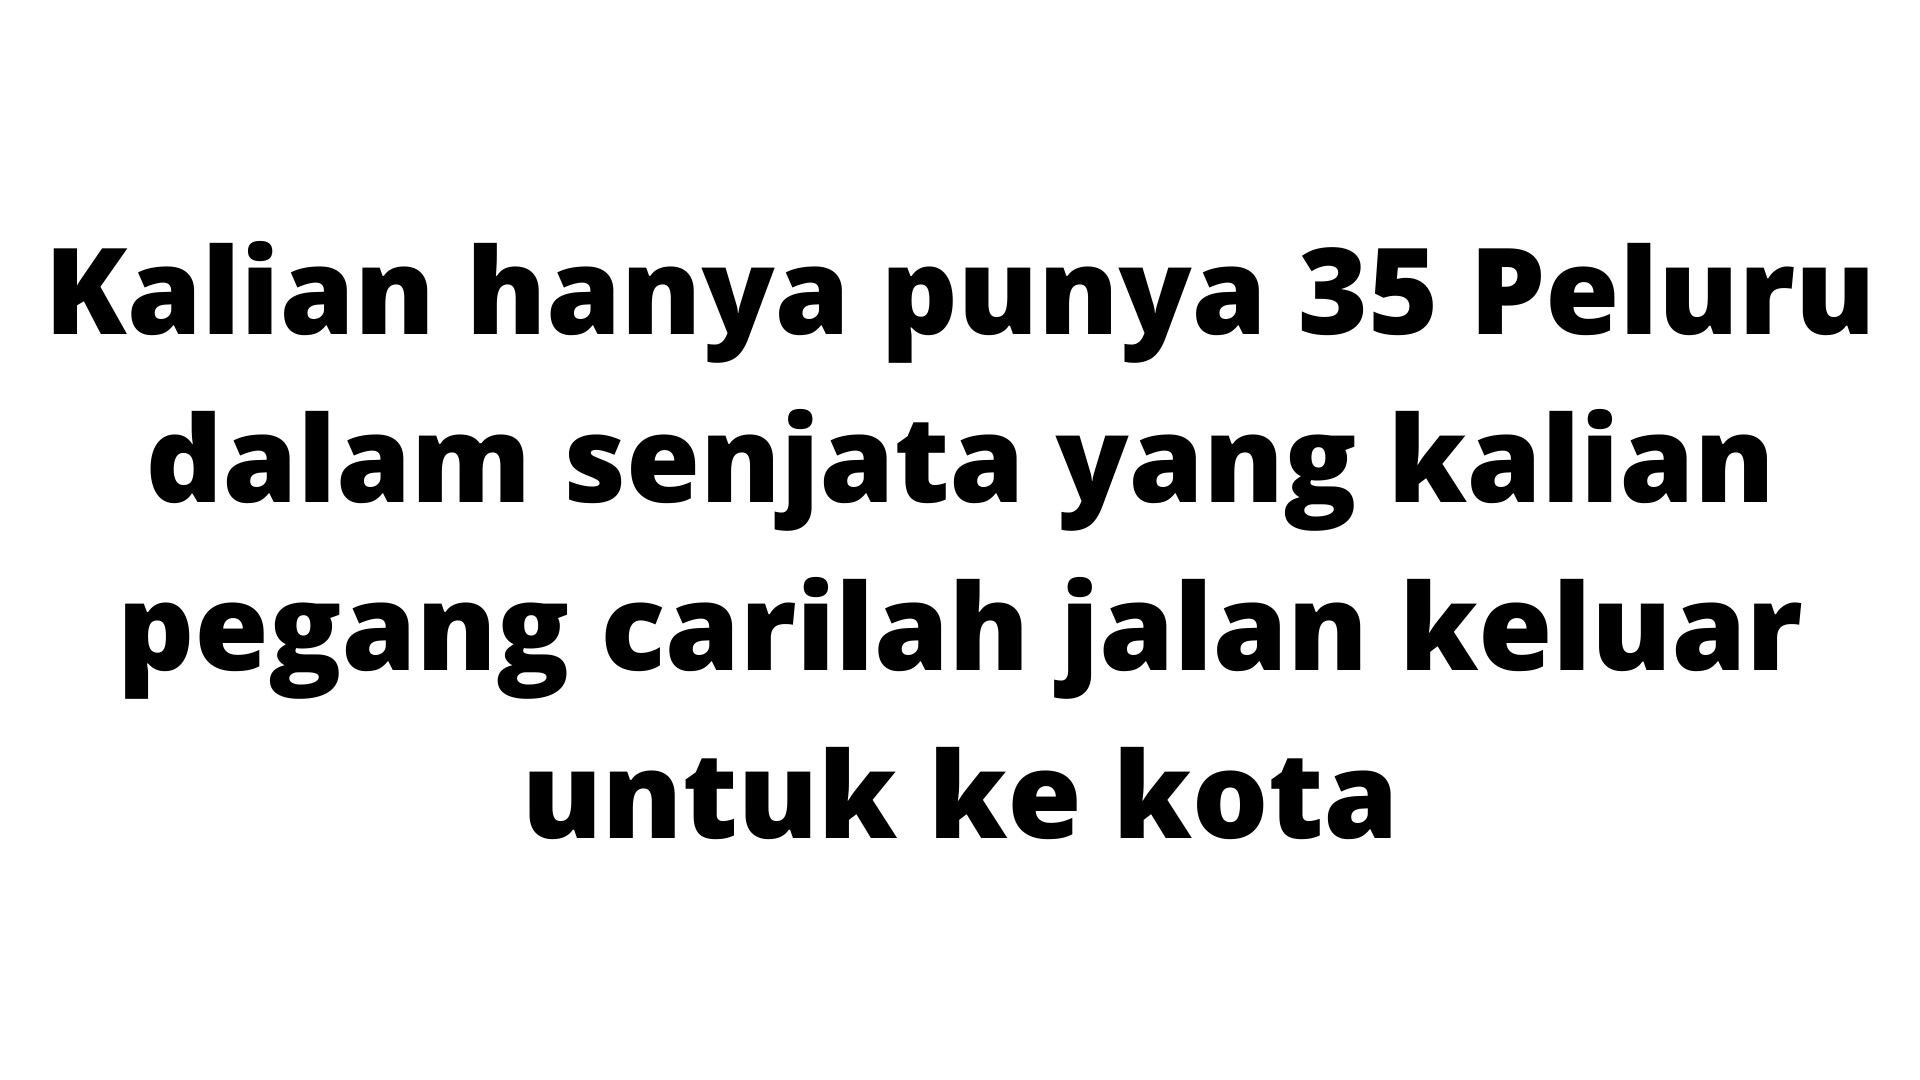 Kalian hanya punya 35 Peluru
dalam senjata yang kalian
pegang carilah jalan keluar
untuk ke kota